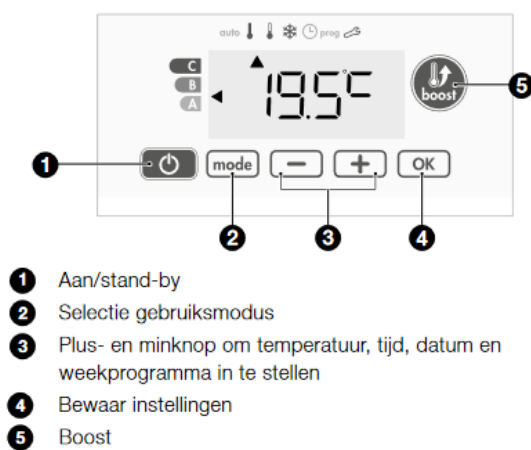 auto prog
C
B
A
19.5°C
boost
5
1
mode − + OK
2 3 4
1 Aan/stand-by
2 Selectie gebruiksmodus
3 Plus- en minknop om temperatuur, tijd, datum en
weekprogramma in te stellen
4 Bewaar instellingen
5 Boost